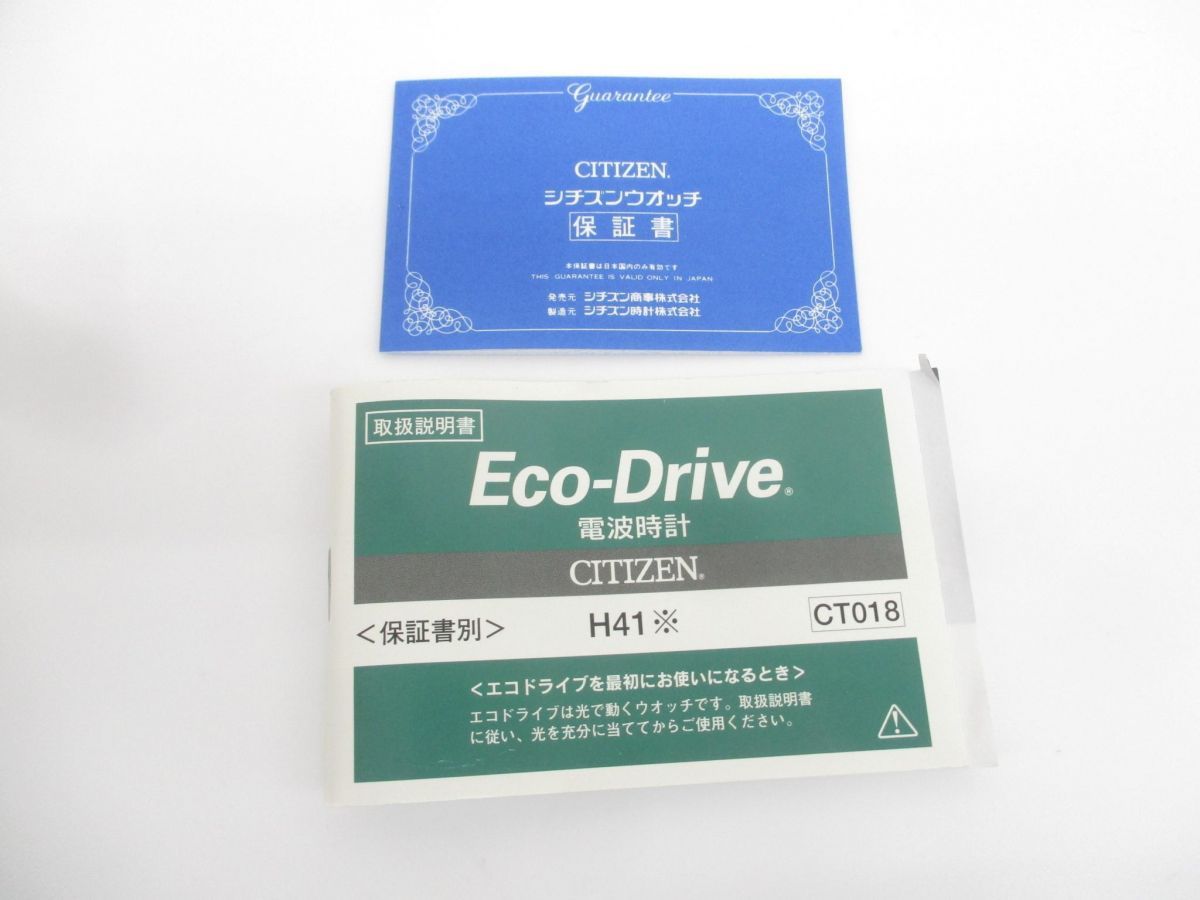 Guarantee
CITIZEN®
シチズンウオッチ
保証書
本保証書は日本国内のみ有効です
THIS GUARANTEE IS VALID ONLY IN JAPAN
発売元 シチズン商事株式会社
製造元 シチズン時計株式会社
取扱説明書
Eco-Drive®
電波時計
CITIZEN®
<保証書別> H41※ CT018
<エコドライブを最初にお使いになるとき>
エコドライブは光で動くウオッチです。取扱説明書
に従い、光を充分に当ててからご使用ください。